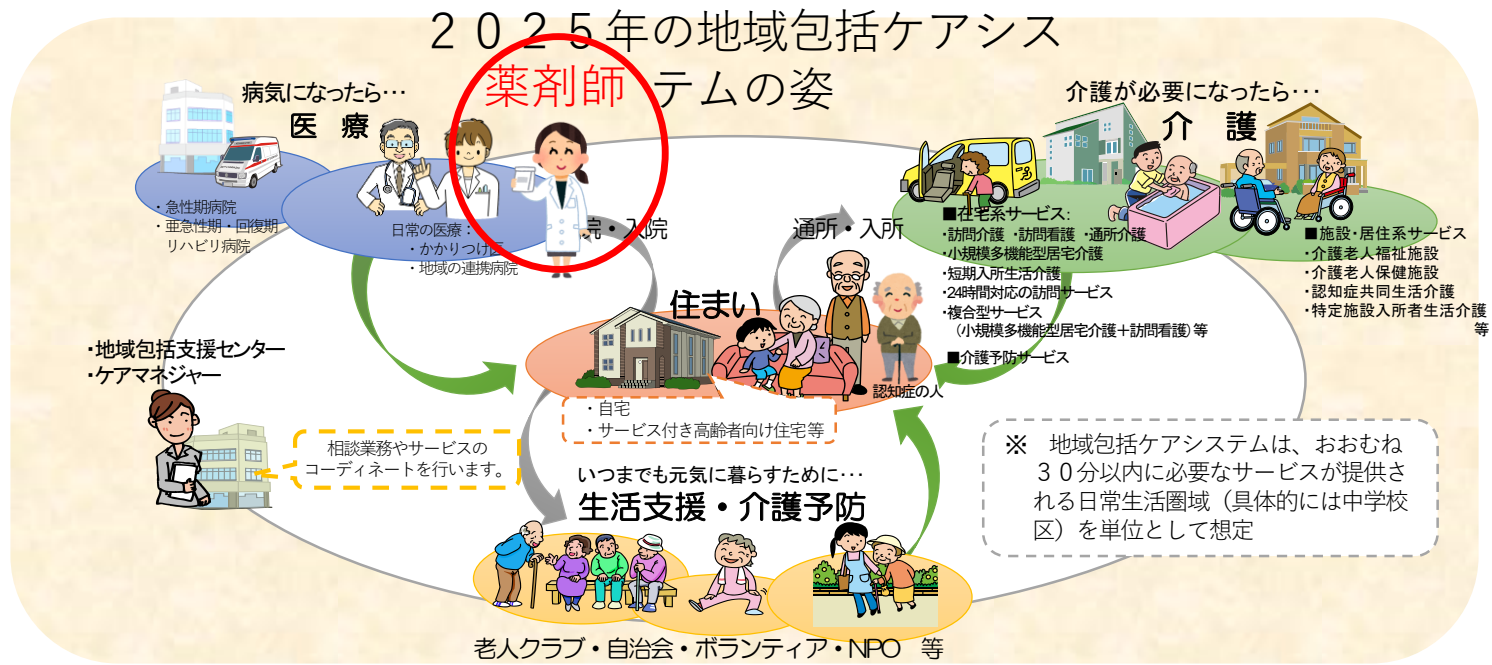 ２０２５年の地域包括ケアシス
テムの姿
薬剤師
病気になったら･･･
医　療
・急性期病院
・亜急性期・回復期
リハビリ病院
日常の医療：
・かかりつけ医
・地域の連携病院
院・入院
通所・入所
介護が必要になったら･･･
介　護
■在宅系サービス：
・訪問介護　・訪問看護　・通所介護
・小規模多機能型居宅介護
・短期入所生活介護
・24時間対応の訪問サービス
・複合型サービス
（小規模多機能型居宅介護＋訪問看護）等
■介護予防サービス
■施設・居住系サービス
・介護老人福祉施設
・介護老人保健施設
・認知症共同生活介護
・特定施設入所者生活介護
等
住まい
認知症の人
・自宅
・サービス付き高齢者向け住宅等
・地域包括支援センター
・ケアマネジャー
相談業務やサービスの
コーディネートを行います。
いつまでも元気に暮らすために･･･
生活支援・介護予防
老人クラブ・自治会・ボランティア・NPO　等
※　地域包括ケアシステムは、おおむね
３０分以内に必要なサービスが提供さ
れる日常生活圏域（具体的には中学校
区）を単位として想定